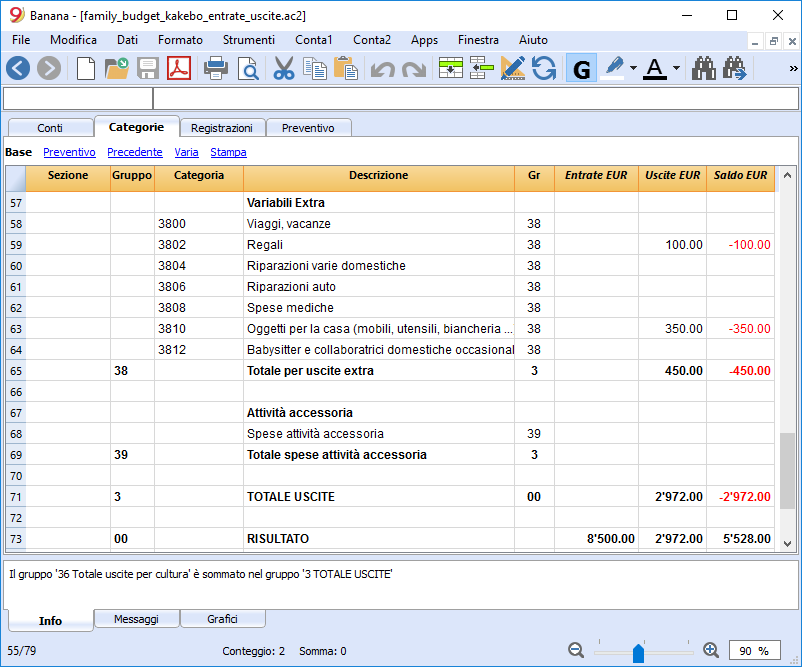 Banana - [family_budget_kakebo_entrate_uscite.ac2]
File Modifica Dati Formato Strumenti Conta1 Conta2 Apps Finestra Aiuto
G A »
Conti Categorie Registrazioni Preventivo
Base Preventivo Precedente Varia Stampa
Sezione Gruppo Categoria Descrizione Gr Entrate EUR Uscite EUR Saldo EUR
57 Variabili Extra
58 3800 Viaggi, vacanze 38
59 3802 Regali 38 100.00 -100.00
60 3804 Riparazioni varie domestiche 38
61 3806 Riparazioni auto 38
62 3808 Spese mediche 38
63 3810 Oggetti per la casa (mobili, utensili, biancheria ... 38 350.00 -350.00
64 3812 Babysitter e collaboratrici domestiche occasional 38
65 38 Totale per uscite extra 3 450.00 -450.00
66
67 Attività accessoria
68 Spese attività accessoria 39
69 39 Totale spese attività accessoria 3
70
71 3 TOTALE USCITE 00 2'972.00 -2'972.00
72
73 00 RISULTATO 8'500.00 2'972.00 5'528.00
Il gruppo '36 Totale uscite per cultura' è sommato nel gruppo '3 TOTALE USCITE'
Info Messaggi Grafici
55/79 Conteggio: 2 Somma: 0 90 %